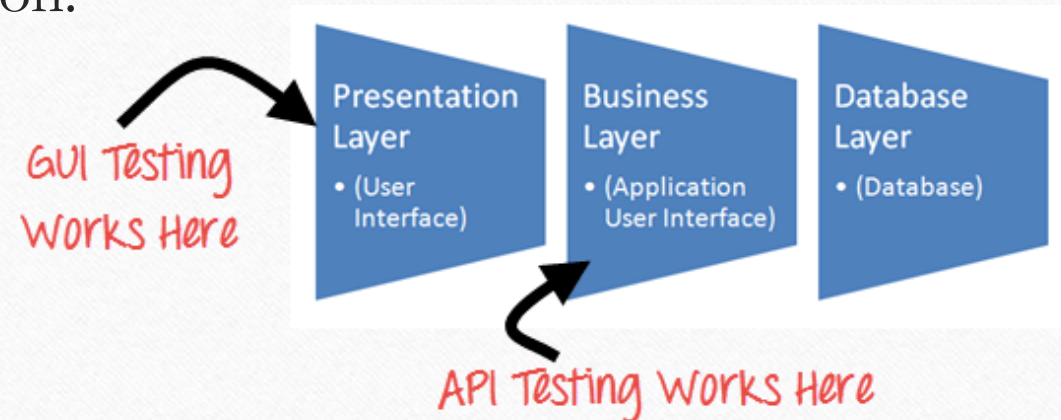 on.
Presentation
Layer
• (User
Interface)
Business
Layer
• (Application
User Interface)
Database
Layer
• (Database)
GUI Testing
Works Here
API Testing Works Here